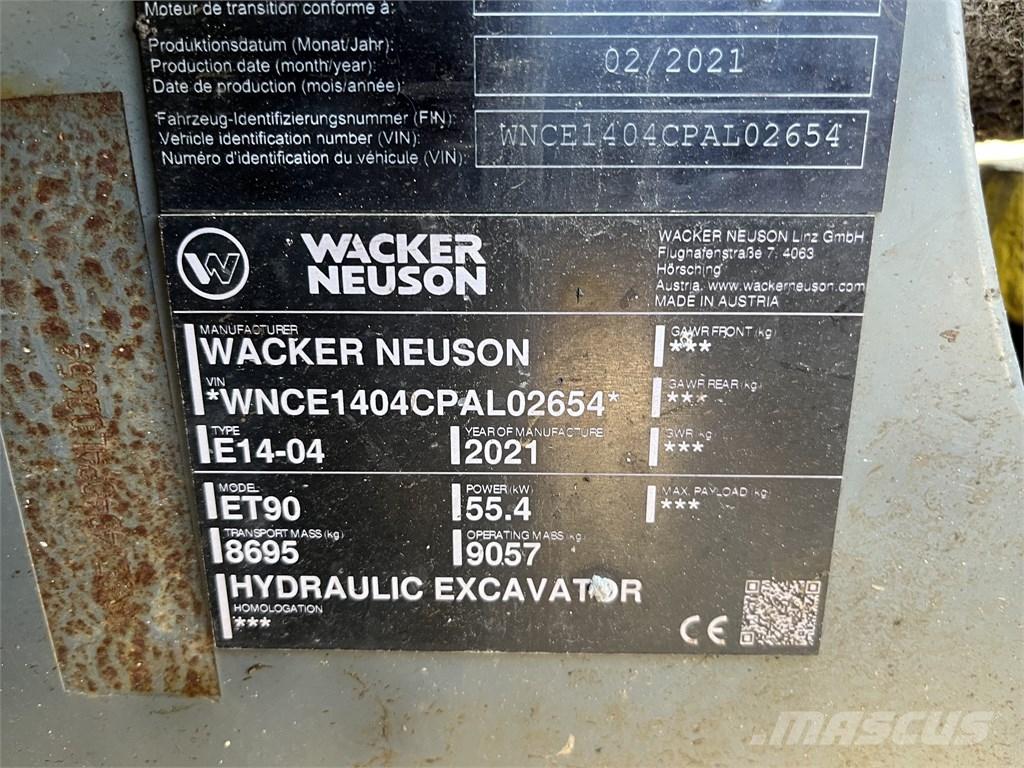 Moteur de transition conforme à:
Produktionsdatum (Monat/Jahr):
Production date (month/year):
Date de production (mois/année):
02/2021
Fahrzeug-Identifizierungsnummer (FIN):
Vehicle identification number (VIN):
Numéro d'identification du véhicule (VIN):
WNCE1404CPAL02654
W
WACKER
NEUSON
WACKER NEUSON Linz GmbH
Flughafenstraße 7, 4063
Hörsching
Austria, www.wackerneuson.com
MADE IN AUSTRIA
MANUFACTURER
WACKER NEUSON
GAWR FRONT (kg)
***
VIN
*WNCE1404CPAL02654*
GAWR REAR (kg)
***
TYPE
E14-04
YEAR OF MANUFACTURE
2021
GWR (kg)
***
MODEL
ET90
POWER (kW)
55.4
MAX. PAYLOAD (kg)
***
TRANSPORT MASS (kg)
8695
OPERATING MASS (kg)
9057
HYDRAULIC EXCAVATOR
HOMOLOGATION
***
CE
MASCUS